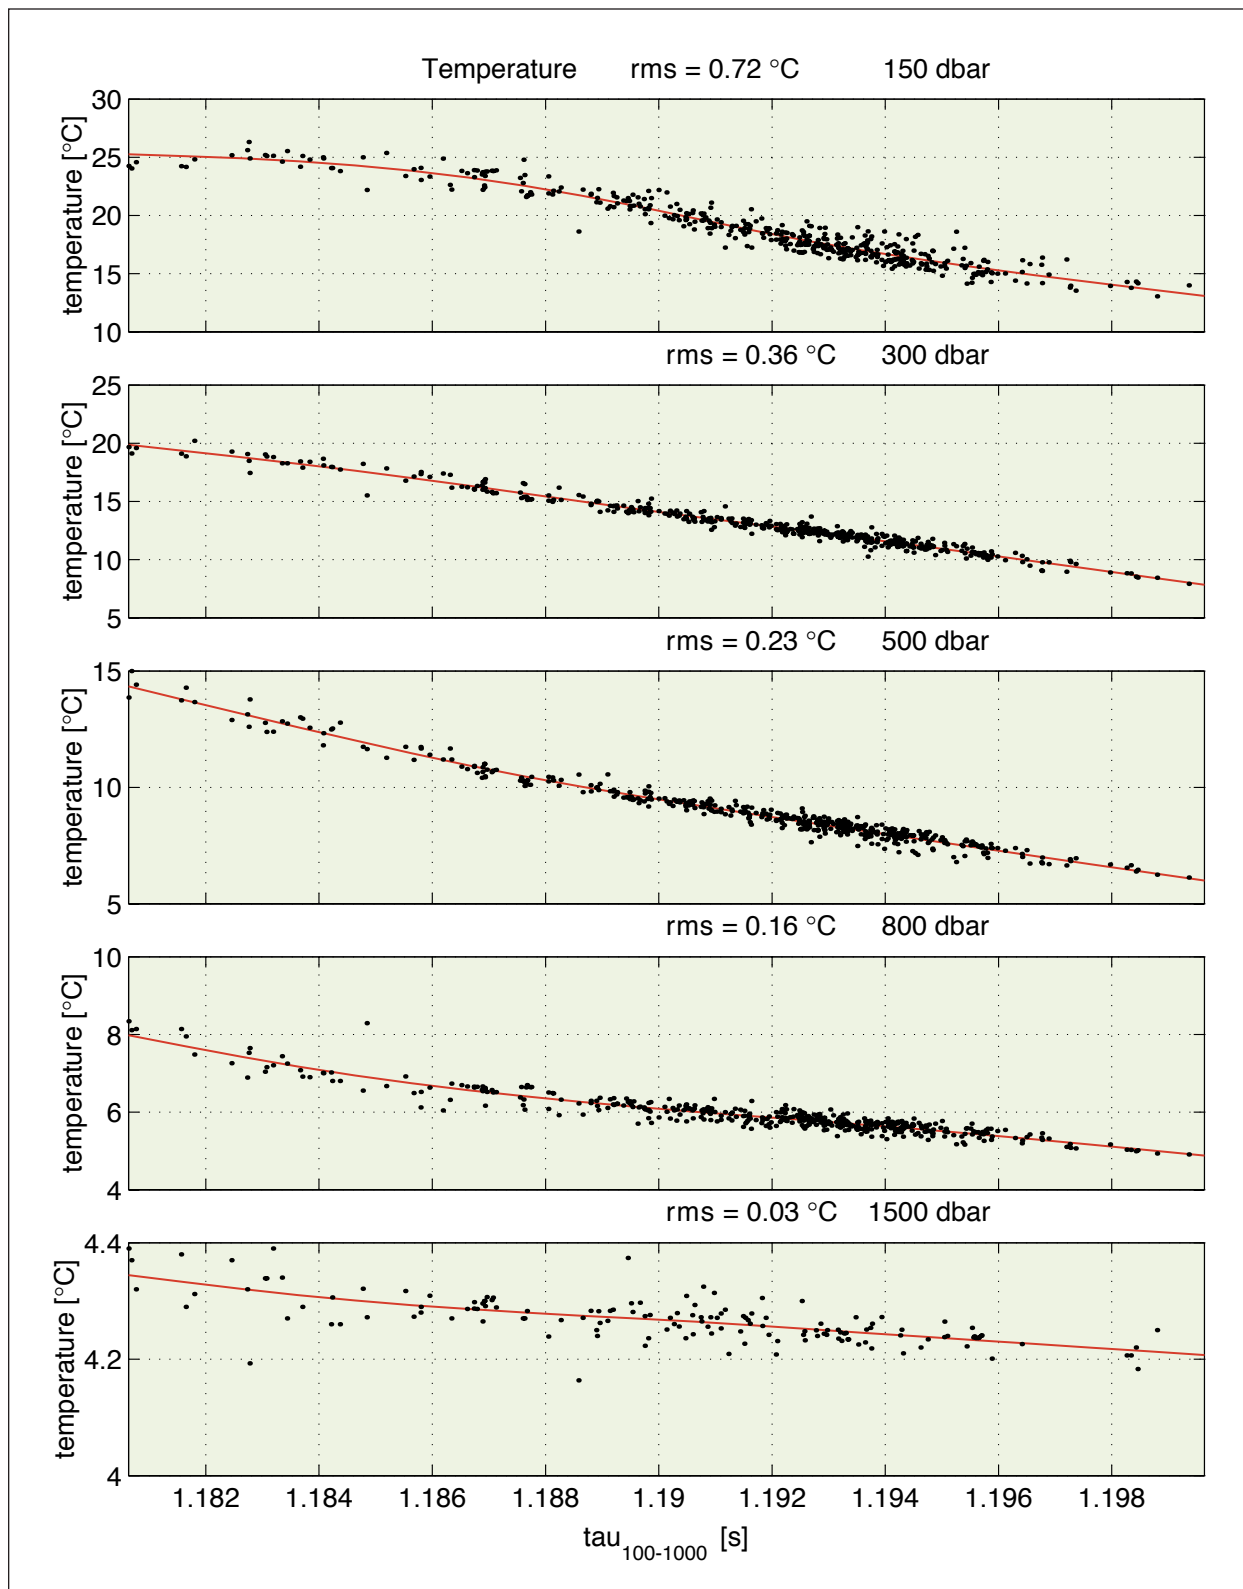 Temperature rms = 0.72 °C 150 dbar
30
25
20
15
10
temperature [°C]
rms = 0.36 °C 300 dbar
25
20
15
10
5
temperature [°C]
rms = 0.23 °C 500 dbar
15
10
5
temperature [°C]
rms = 0.16 °C 800 dbar
10
8
6
4
temperature [°C]
rms = 0.03 °C 1500 dbar
4.4
4.2
4
temperature [°C]
1.182 1.184 1.186 1.188 1.19 1.192 1.194 1.196 1.198
tau100-1000 [s]